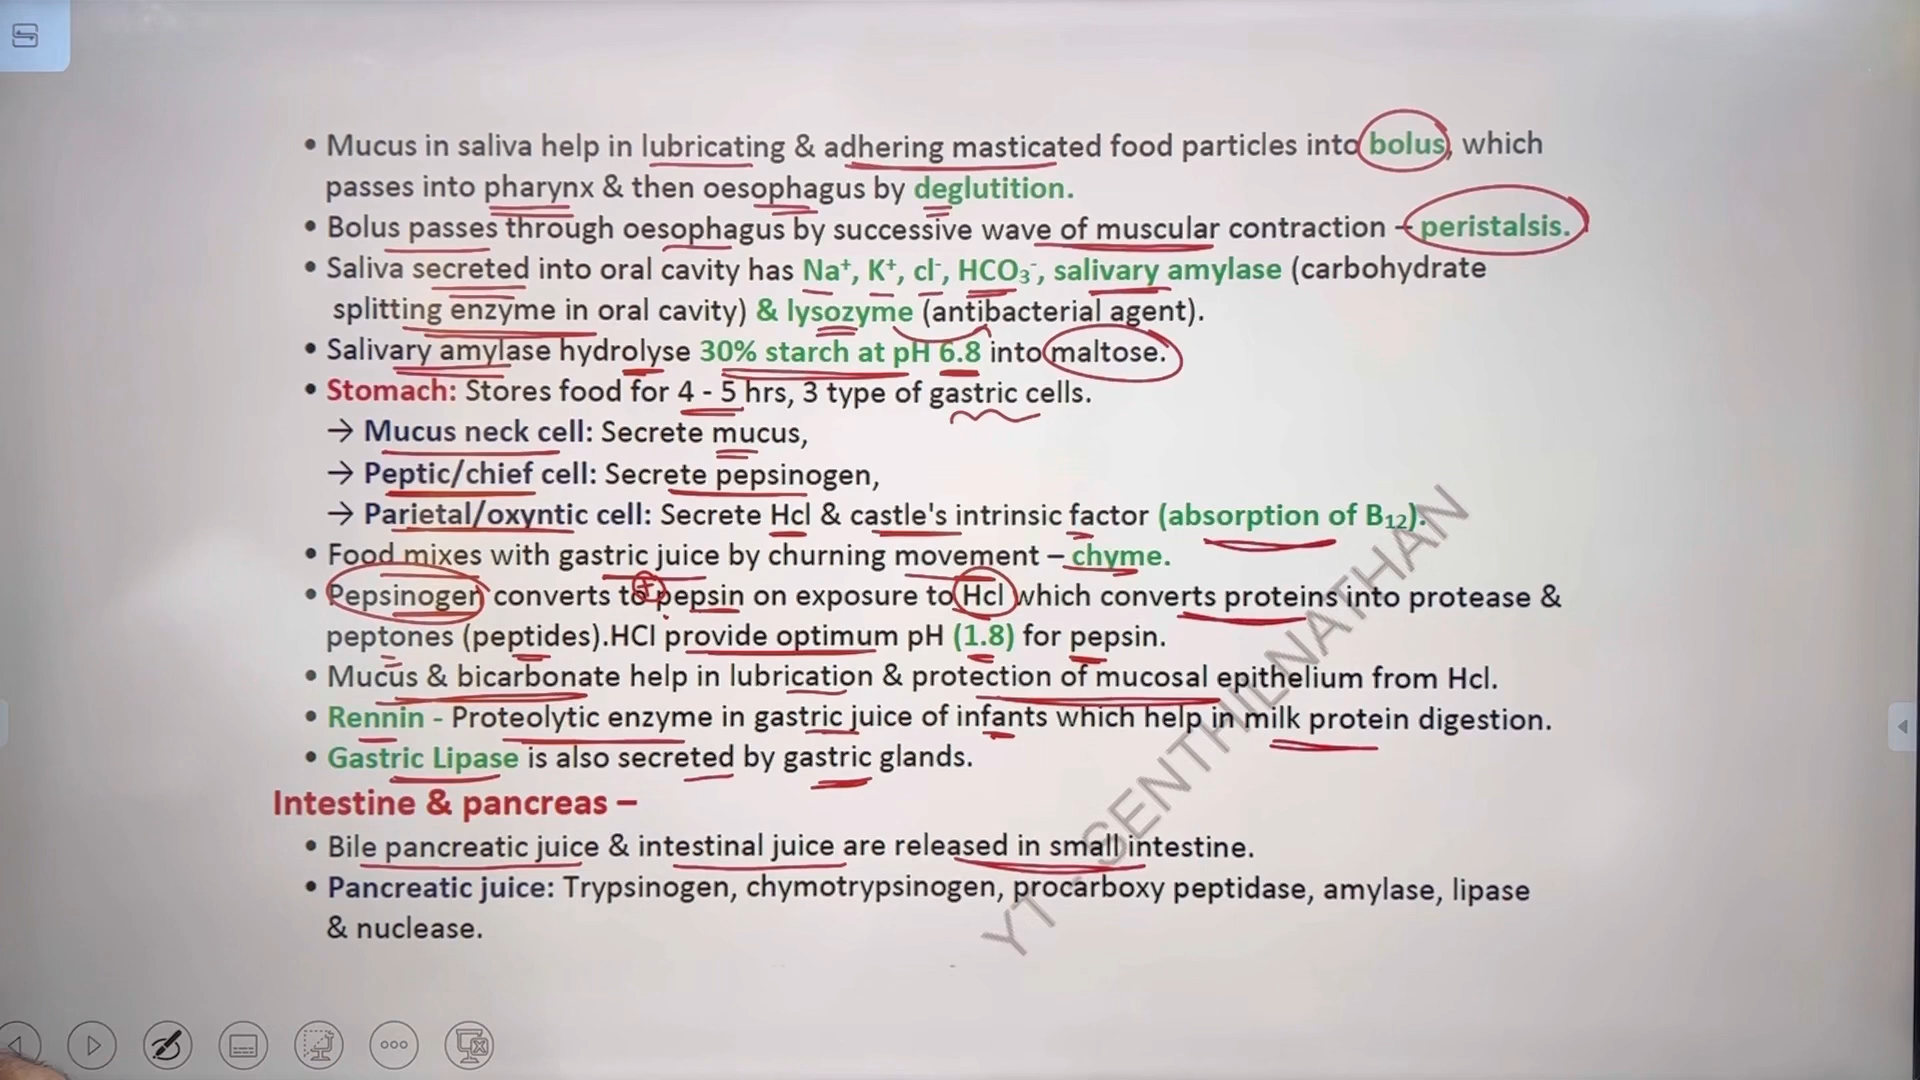 • Mucus in saliva help in lubricating & adhering masticated food particles into bolus, which
passes into pharynx & then oesophagus by deglutition.
• Bolus passes through oesophagus by successive wave of muscular contraction – peristalsis.
• Saliva secreted into oral cavity has Na⁺, K⁺, cl⁻, HCO₃⁻, salivary amylase (carbohydrate
splitting enzyme in oral cavity) & lysozyme (antibacterial agent).
• Salivary amylase hydrolyse 30% starch at pH 6.8 into maltose.
• Stomach: Stores food for 4 - 5 hrs, 3 type of gastric cells.
→ Mucus neck cell: Secrete mucus,
→ Peptic/chief cell: Secrete pepsinogen,
→ Parietal/oxyntic cell: Secrete Hcl & castle's intrinsic factor (absorption of B₁₂).
• Food mixes with gastric juice by churning movement – chyme.
• Pepsinogen converts to pepsin on exposure to Hcl which converts proteins into protease &
peptones (peptides).HCl provide optimum pH (1.8) for pepsin.
• Mucus & bicarbonate help in lubrication & protection of mucosal epithelium from Hcl.
• Rennin - Proteolytic enzyme in gastric juice of infants which help in milk protein digestion.
• Gastric Lipase is also secreted by gastric glands.
Intestine & pancreas –
• Bile pancreatic juice & intestinal juice are released in small intestine.
• Pancreatic juice: Trypsinogen, chymotrypsinogen, procarboxy peptidase, amylase, lipase
& nuclease.
YT - SENTHILNATHAN